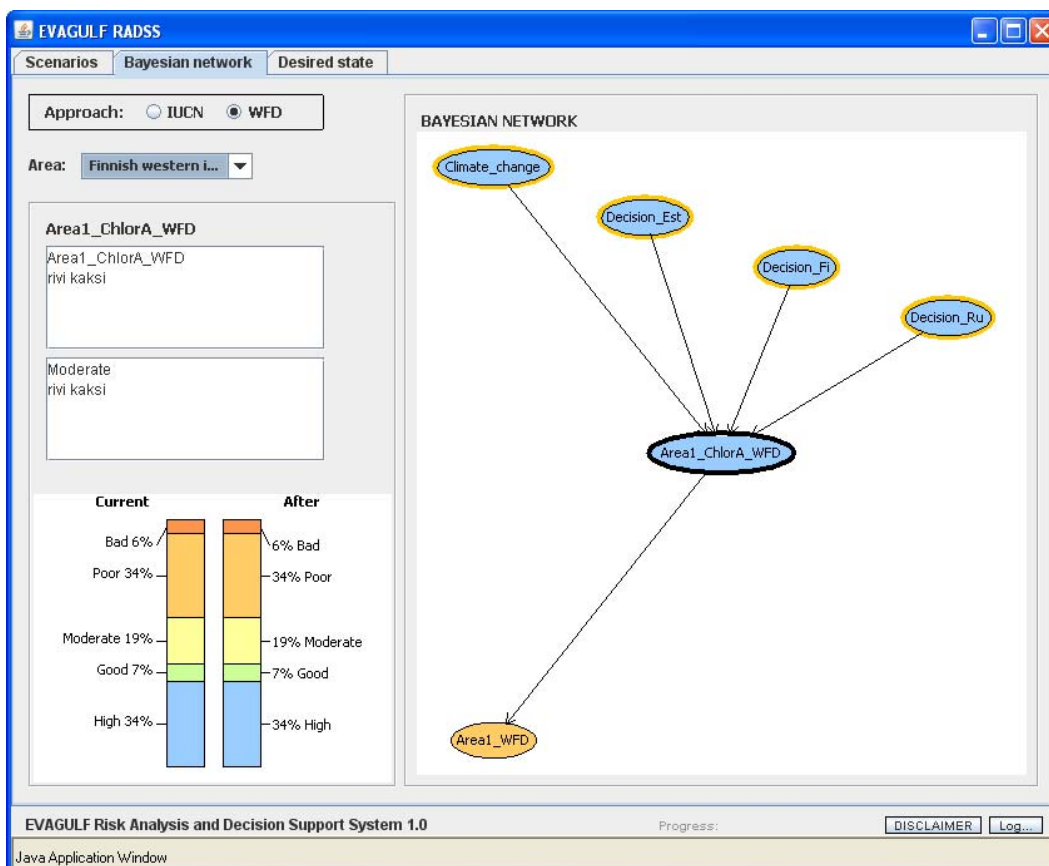 EVAGULF RADSS
Scenarios Bayesian network Desired state
Approach: IUCN WFD
Area: Finnish western i...
Area1_ChlorA_WFD
Area1_ChlorA_WFD
rivi kaksi
Moderate
rivi kaksi
Current After
Bad 6% 6% Bad
Poor 34% 34% Poor
Moderate 19% 19% Moderate
Good 7% 7% Good
High 34% 34% High
BAYESIAN NETWORK
Climate_change
Decision_Est
Decision_Fi
Decision_Ru
Area1_ChlorA_WFD
Area1_WFD
EVAGULF Risk Analysis and Decision Support System 1.0 Progress: DISCLAIMER Log...
Java Application Window